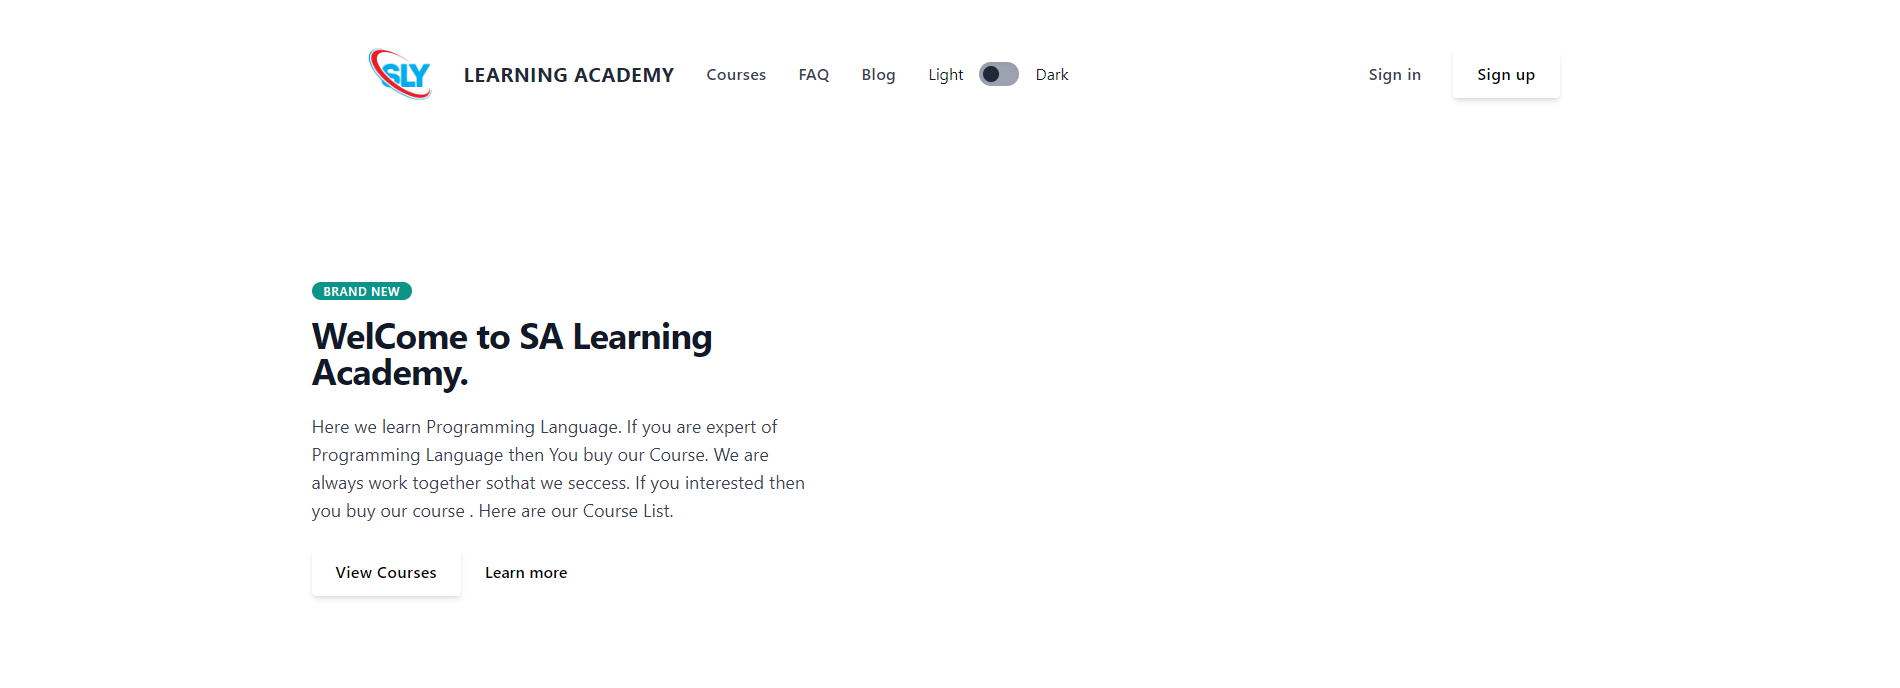 SLY LEARNING ACADEMY Courses FAQ Blog Light Dark Sign in Sign up
BRAND NEW
WelCome to SA Learning
Academy.
Here we learn Programming Language. If you are expert of
Programming Language then You buy our Course. We are
always work together sothat we seccess. If you interested then
you buy our course . Here are our Course List.
View Courses Learn more